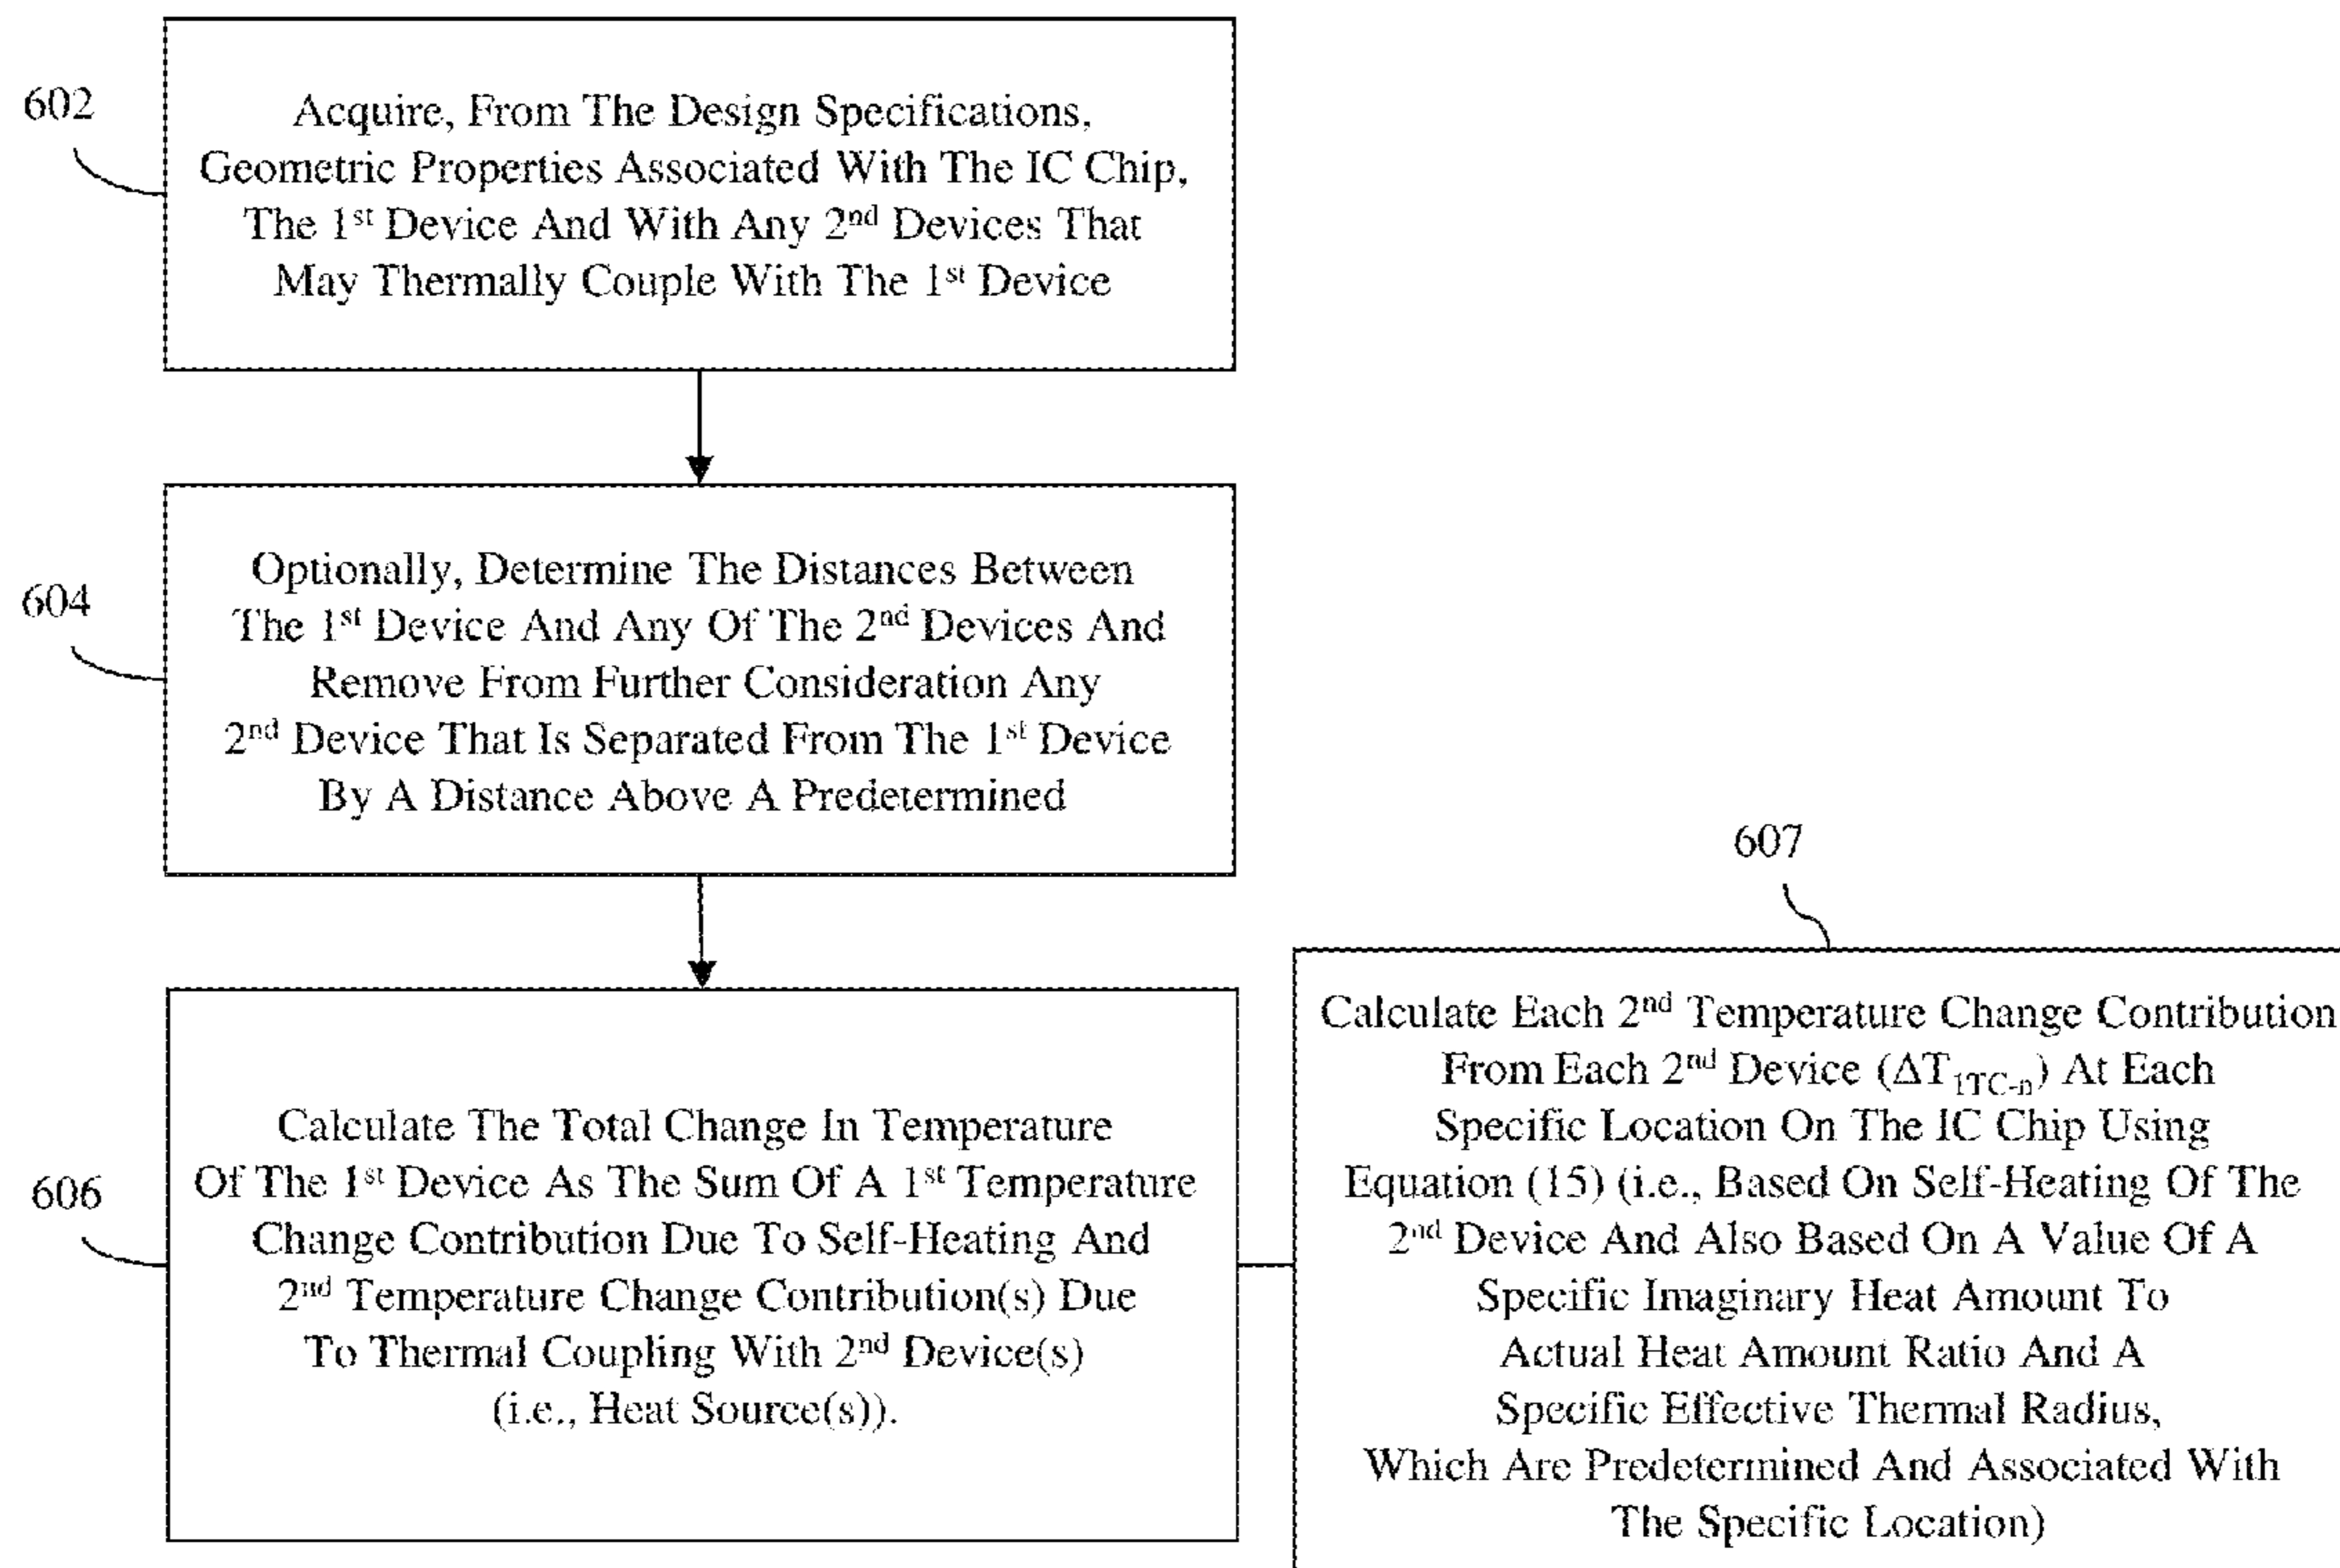 602
Acquire, From The Design Specifications,
Geometric Properties Associated With The IC Chip,
The 1st Device And With Any 2nd Devices That
May Thermally Couple With The 1st Device
604
Optionally, Determine The Distances Between
The 1st Device And Any Of The 2nd Devices And
Remove From Further Consideration Any
2nd Device That Is Separated From The 1st Device
By A Distance Above A Predetermined
606
Calculate The Total Change In Temperature
Of The 1st Device As The Sum Of A 1st Temperature
Change Contribution Due To Self-Heating And
2nd Temperature Change Contribution(s) Due
To Thermal Coupling With 2nd Device(s)
(i.e., Heat Source(s)).
607
Calculate Each 2nd Temperature Change Contribution
From Each 2nd Device (ΔT1TC-n) At Each
Specific Location On The IC Chip Using
Equation (15) (i.e., Based On Self-Heating Of The
2nd Device And Also Based On A Value Of A
Specific Imaginary Heat Amount To
Actual Heat Amount Ratio And A
Specific Effective Thermal Radius,
Which Are Predetermined And Associated With
The Specific Location)